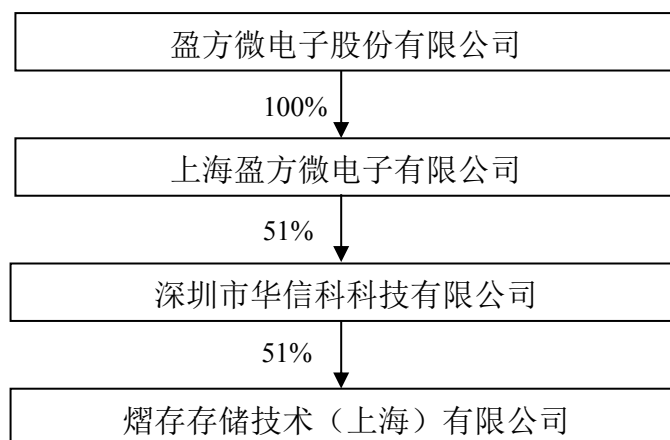 盈方微电子股份有限公司
100%
上海盈方微电子有限公司
51%
深圳市华信科科技有限公司
51%
熠存存储技术（上海）有限公司